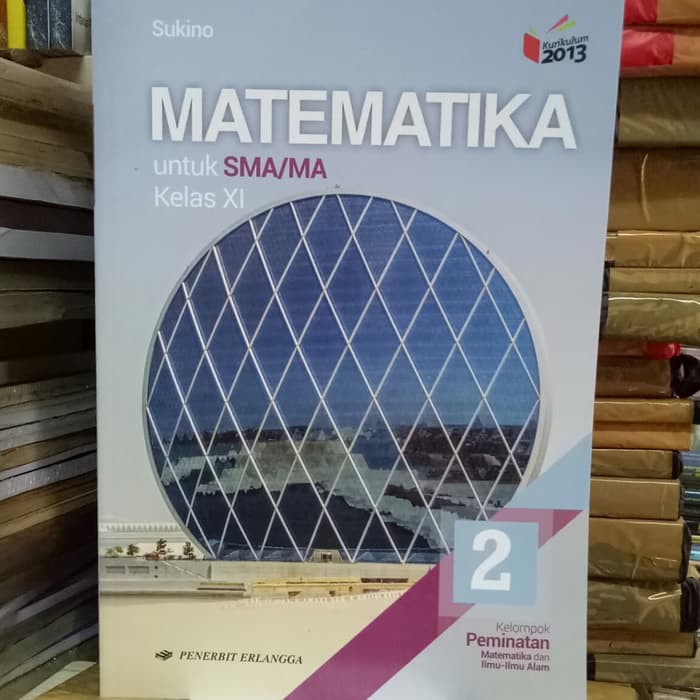 Sukino
Kurikulum
2013
MATEMATIKA
untuk SMA/MA
Kelas XI
2
Kelompok
Peminatan
Matematika dan
Ilmu-Ilmu Alam
PENERBIT ERLANGGA